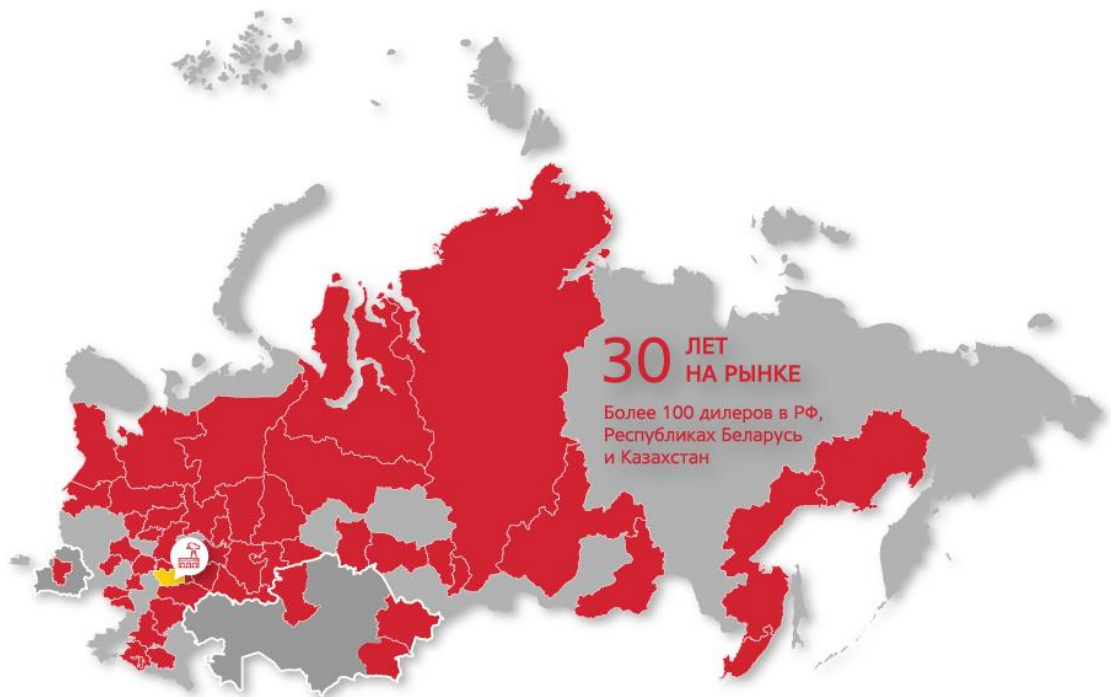 30 ЛЕТ
НА РЫНКЕ
Более 100 дилеров в РФ,
Республиках Беларусь
и Казахстан